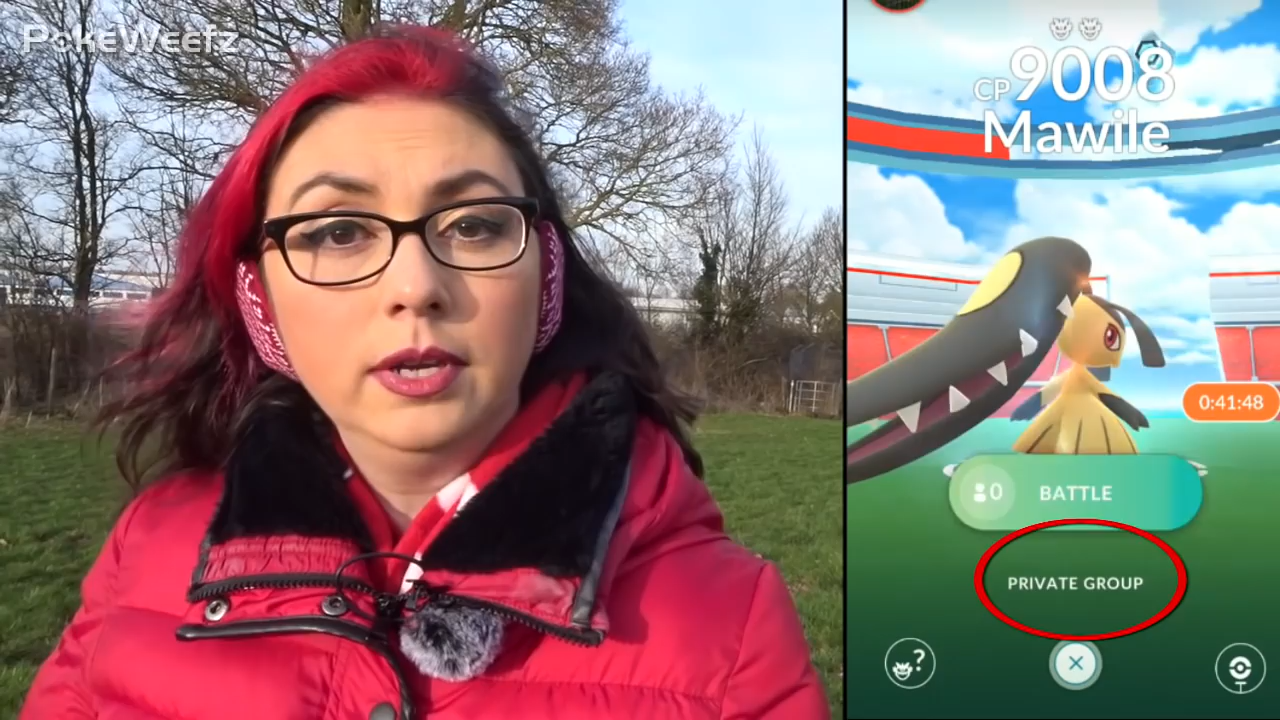 PokeWeefz
CP9008
Mawile
0:41:48
0 BATTLE
PRIVATE GROUP
?